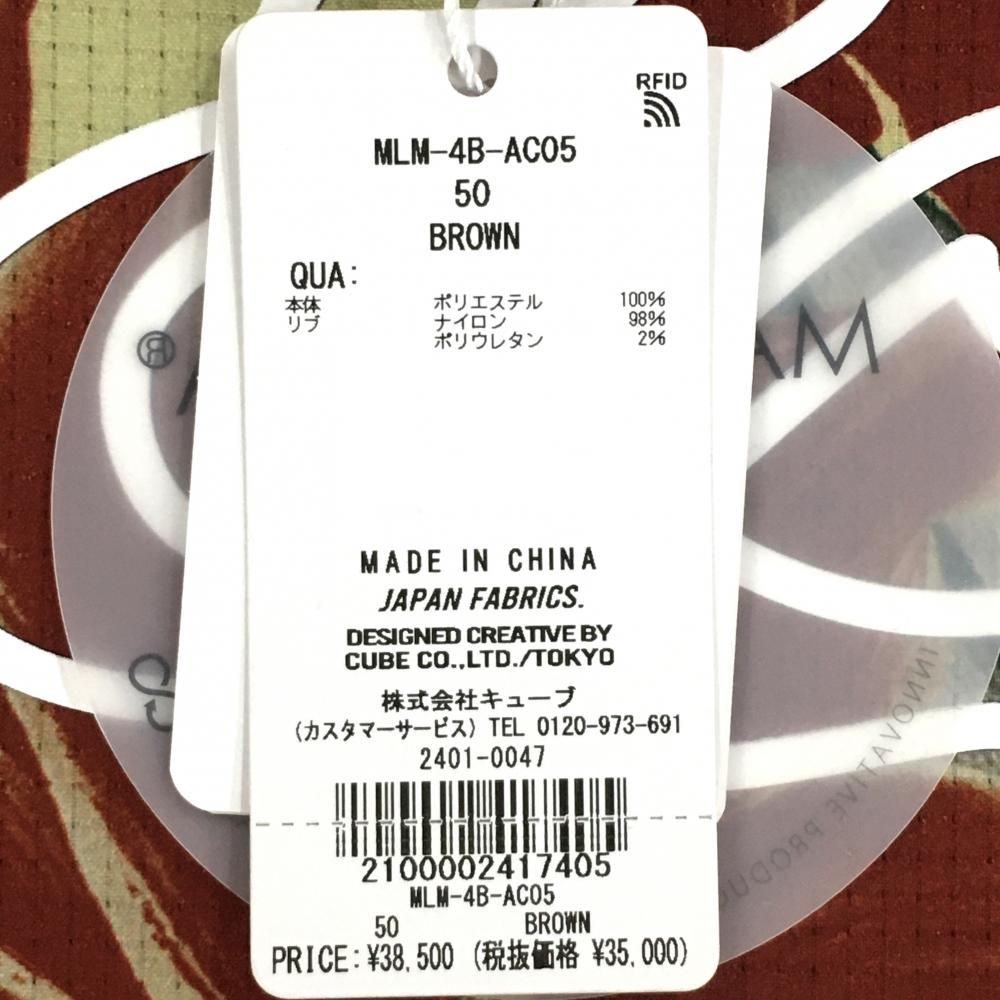 RFID
MLM-4B-AC05
50
BROWN
QUA:
本体 ポリエステル 100%
リブ ナイロン 98%
ポリウレタン 2%
MADE IN CHINA
JAPAN FABRICS.
DESIGNED CREATIVE BY
CUBE CO.,LTD./TOKYO
株式会社キューブ
(カスタマーサービス) TEL 0120-973-691
2401-0047
2100002417405
MLM-4B-AC05
50 BROWN
PRICE:¥38,500 (税抜価格 ¥35,000)
®
INNOVATIVE